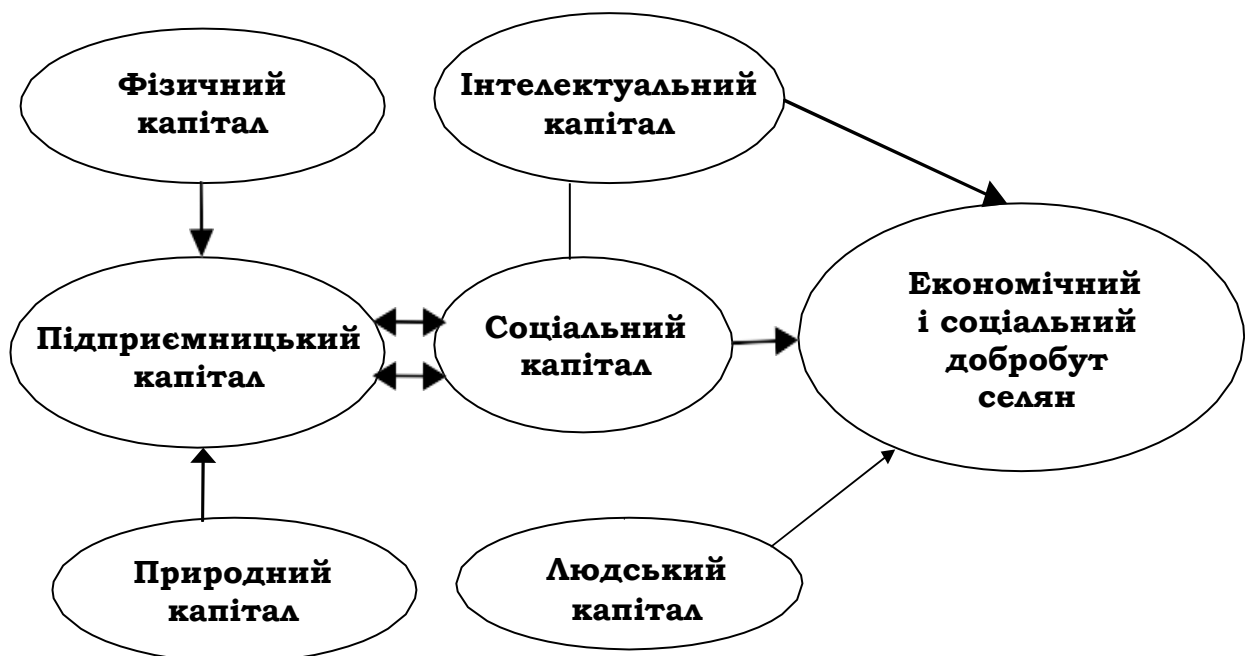 Фізичний
капітал
Інтелектуальний
капітал
Підприємницький
капітал
Соціальний
капітал
Економічний
і соціальний
добробут
селян
Природний
капітал
Людський
капітал